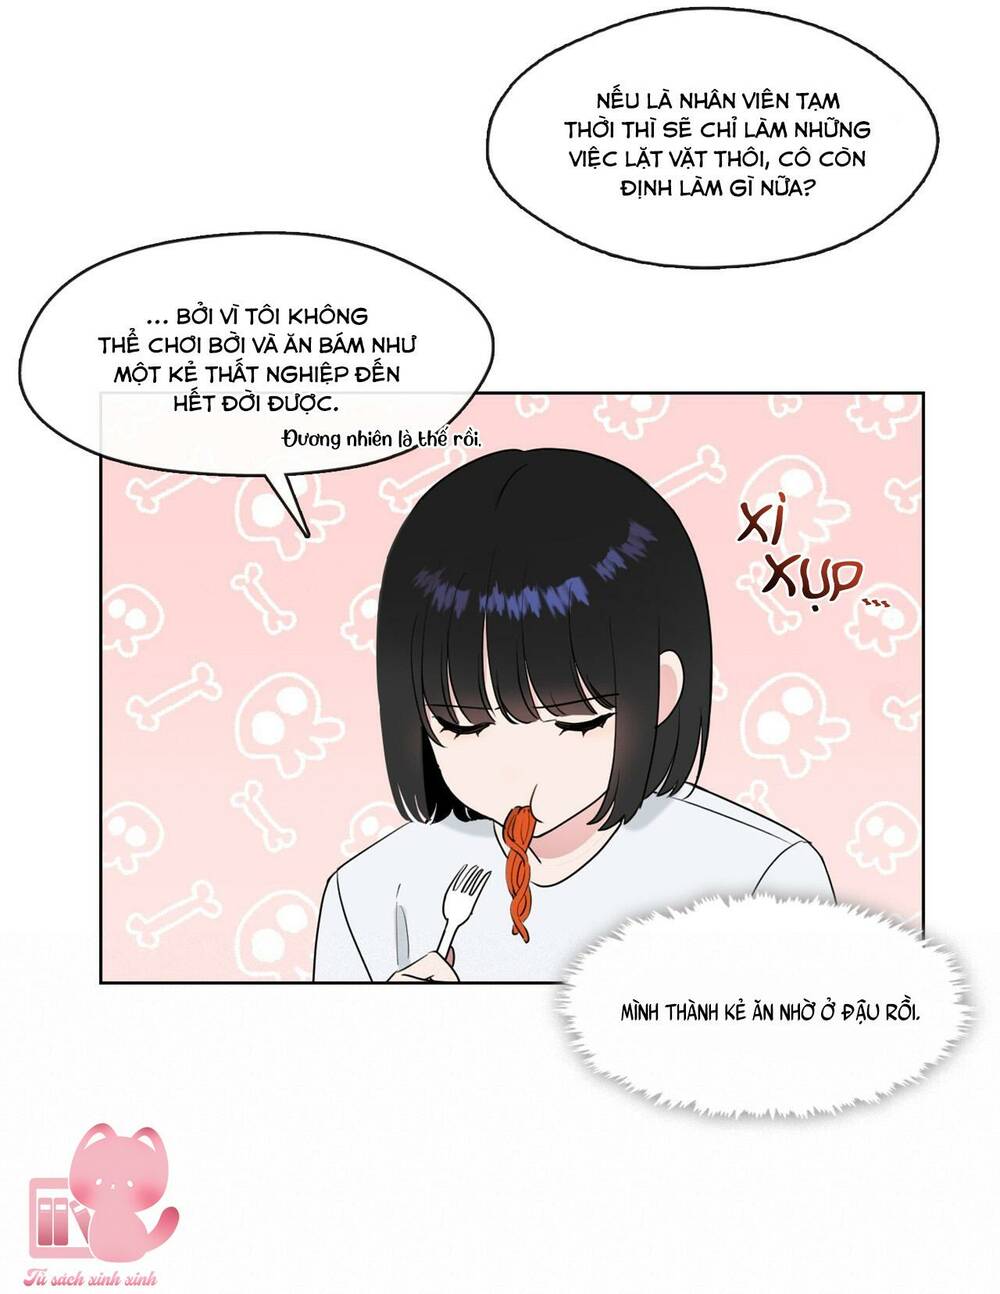 NẾU LÀ NHÂN VIÊN TẠM
THỜI THÌ SẼ CHỈ LÀM NHỮNG
VIỆC LẶT VẶT THÔI, CÔ CÒN
ĐỊNH LÀM GÌ NỮA?
... BỞI VÌ TÔI KHÔNG
THỂ CHƠI BỜI VÀ ĂN BÁM NHƯ
MỘT KẺ THẤT NGHIỆP ĐẾN
HẾT ĐỜI ĐƯỢC.
Đương nhiên là thế rồi.
XÌ
XỤP...
MÌNH THÀNH KẺ ĂN NHỜ Ở ĐẬU RỒI.
Tủ sách xinh xinh